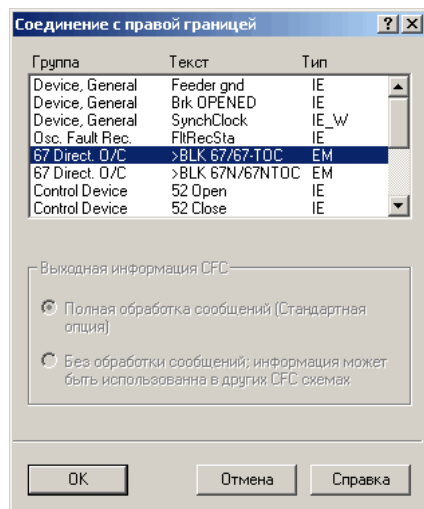 Соединение с правой границей
Группа Текст Тип
Device, General Feeder gnd IE
Device, General Brk OPENED IE
Device, General SynchClock IE_W
Osc. Fault Rec. FltRecSta IE
67 Direct. O/C >BLK 67/67-TOC EM
67 Direct. O/C >BLK 67N/67NTOC EM
Control Device 52 Open IE
Control Device 52 Close IE
Выходная информация CFC
Полная обработка сообщений (Стандартная
опция)
Без обработки сообщений; информация может
быть использованна в других CFC схемах
OK Отмена Справка